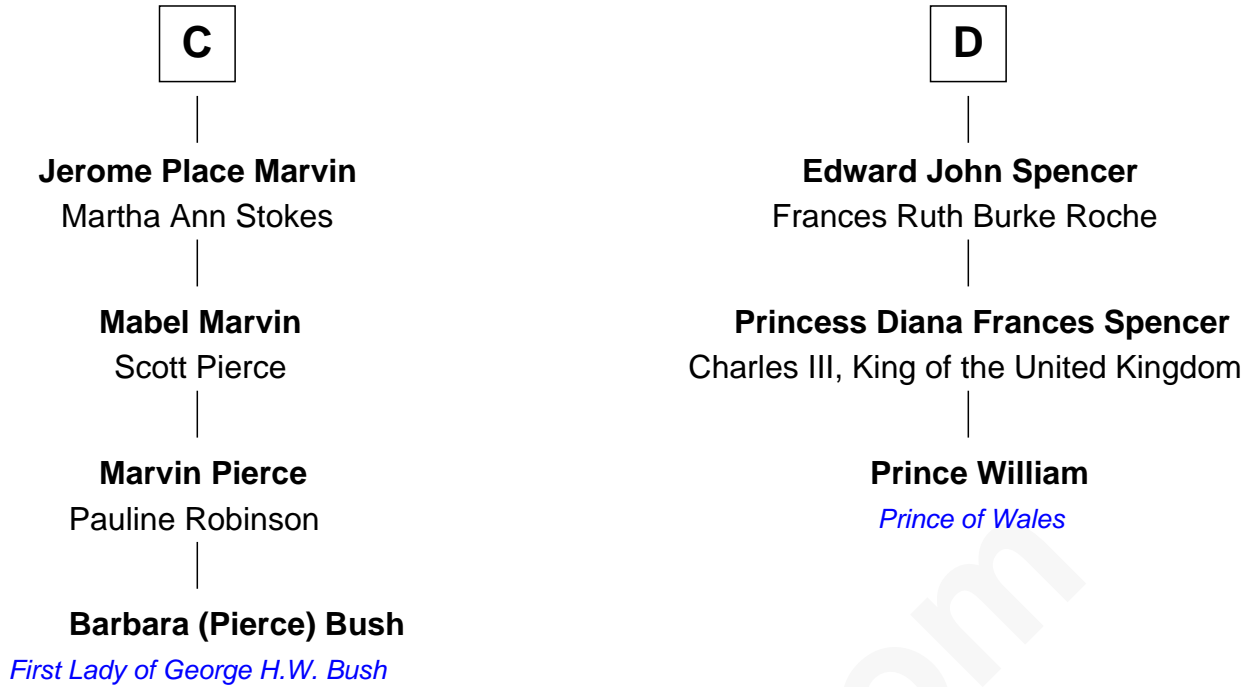 C
Jerome Place Marvin
Martha Ann Stokes
Mabel Marvin
Scott Pierce
Marvin Pierce
Pauline Robinson
Barbara (Pierce) Bush
First Lady of George H.W. Bush
D
Edward John Spencer
Frances Ruth Burke Roche
Princess Diana Frances Spencer
Charles III, King of the United Kingdom
Prince William
Prince of Wales
om